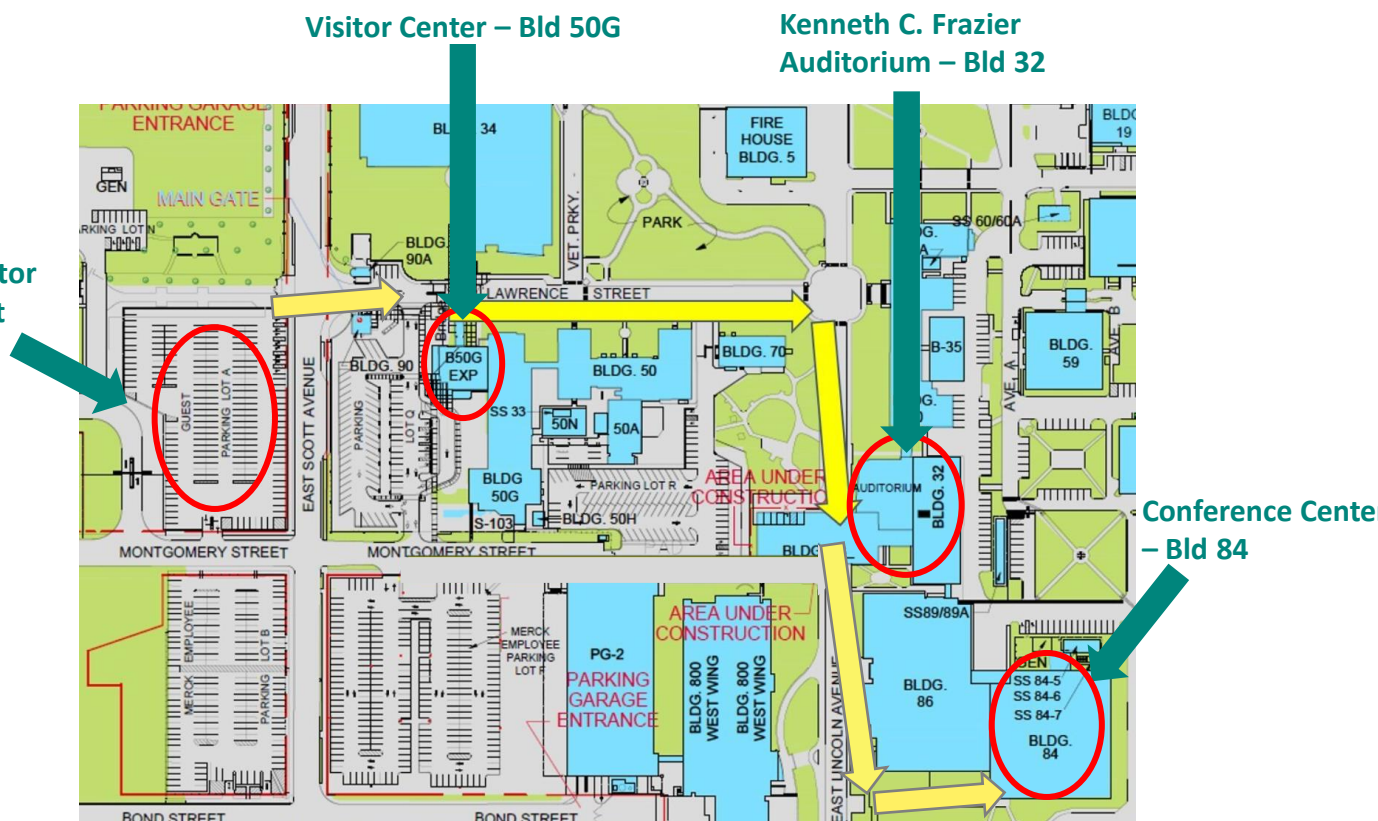 Visitor Center – Bld 50G
Kenneth C. Frazier
Auditorium – Bld 32
PARKING GARAGE
ENTRANCE
BLDG
19
FIRE
HOUSE
BLDG. 5
34
GEN
MAIN GATE
PARKING LOT N
PARK
VET. PRKY.
SS 60/60A
BLDG.
90A
LAWRENCE STREET
B50G
EXP
BLDG. 90
BLDG. 50
BLDG. 70
B-35
BLDG.
59
AVE. B
AVE. A
GUEST
PARKING LOT A
EAST SCOTT AVENUE
PARKING
LOT Q
SS 33
50N
50A
BLDG
50G
PARKING LOT R
AREA UNDER
AUDITORIUM
BLDG. 32
S-103
BLDG. 50H
Conference Center
– Bld 84
MONTGOMERY STREET
MONTGOMERY STREET
MERCK EMPLOYEE
PARKING LOT B
MERCK
EMPLOYEE
PARKING
LOT F
PG-2
PARKING
GARAGE
ENTRANCE
AREA UNDER
CONSTRUCTION
BLDG. 800
WEST WING
BLDG. 800
WEST WING
EAST LINCOLN AVENUE
SS89/89A
BLDG.
86
GEN
SS 84-5
SS 84-6
SS 84-7
BLDG.
84
BOND STREET
BOND STREET